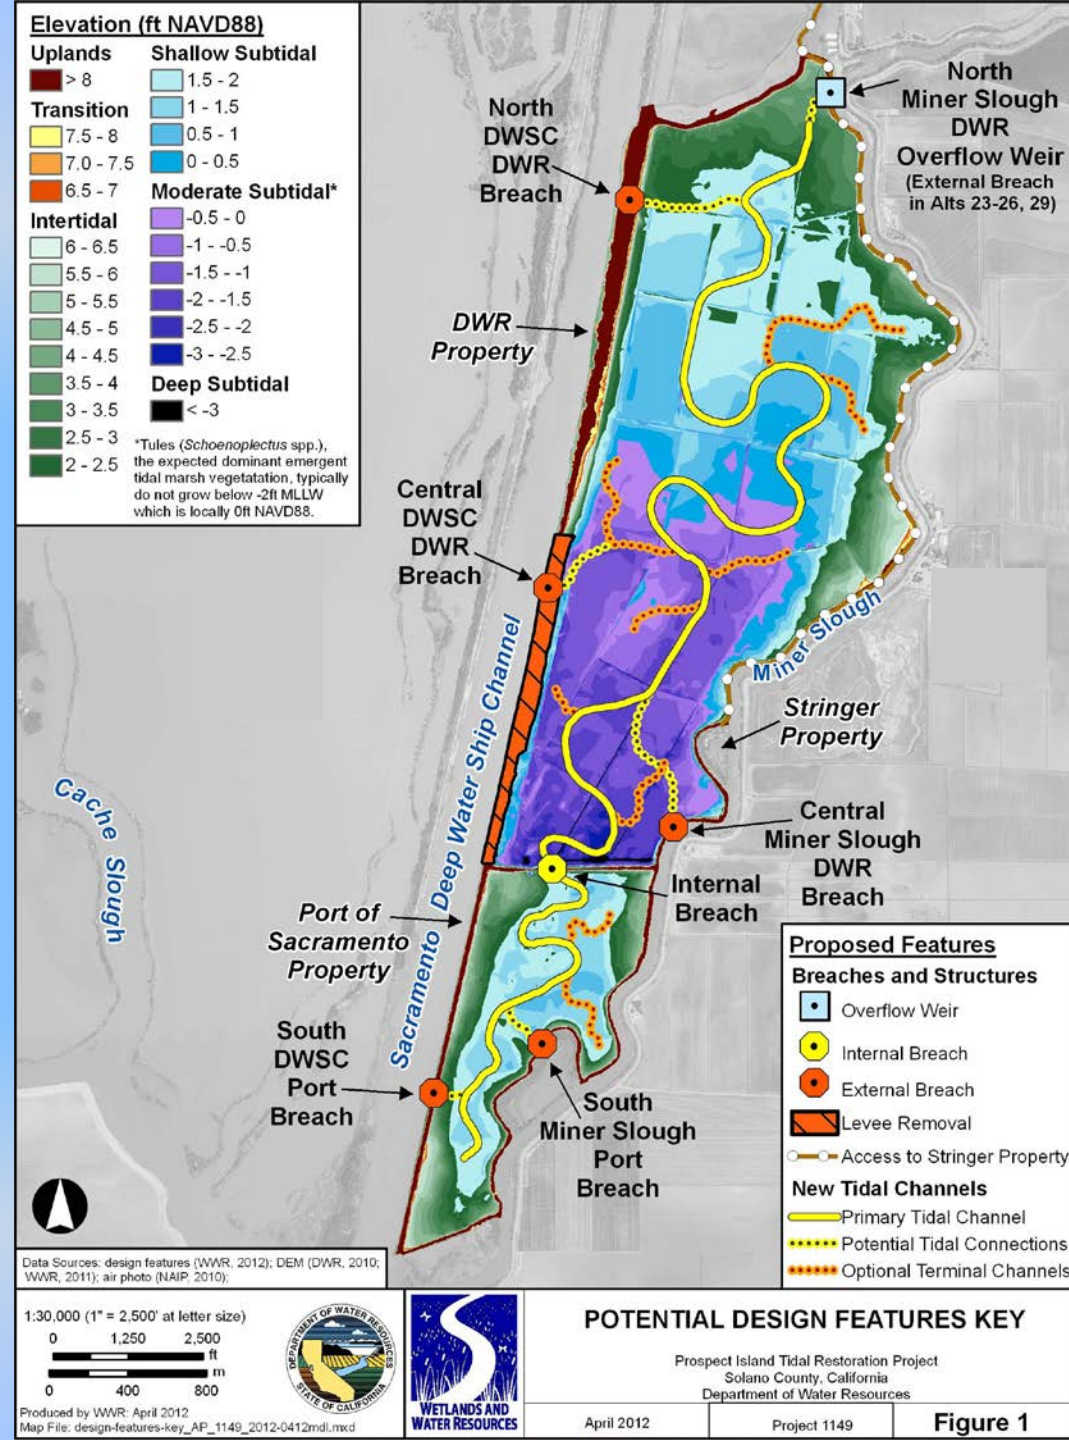 Elevation (ft NAVD88)
Uplands
> 8
Transition
7.5 - 8
7.0 - 7.5
6.5 - 7
Intertidal
6 - 6.5
5.5 - 6
5 - 5.5
4.5 - 5
4 - 4.5
3.5 - 4
3 - 3.5
2.5 - 3
2 - 2.5
Shallow Subtidal
1.5 - 2
1 - 1.5
0.5 - 1
0 - 0.5
Moderate Subtidal*
-0.5 - 0
-1 - -0.5
-1.5 - -1
-2 - -1.5
-2.5 - -2
-3 - -2.5
Deep Subtidal
< -3
*Tules (Schoenoplectus spp.),
the expected dominant emergent
tidal marsh vegetatation, typically
do not grow below -2ft MLLW
which is locally 0ft NAVD88.
North
DWSC
DWR
Breach
North
Miner Slough
DWR
Overflow Weir
(External Breach
in Alts 23-26, 29)
DWR
Property
Central
DWSC
DWR
Breach
Miner Slough
Stringer
Property
Sacramento Deep Water Ship Channel
Cache Slough
Central
Miner Slough
DWR
Breach
Internal
Breach
Port of
Sacramento
Property
South
DWSC
Port
Breach
South
Miner Slough
Port
Breach
Proposed Features
Breaches and Structures
Overflow Weir
Internal Breach
External Breach
Levee Removal
Access to Stringer Property
New Tidal Channels
Primary Tidal Channel
Potential Tidal Connections
Optional Terminal Channels
Data Sources: design features (WWR, 2012); DEM (DWR, 2010;
WWR, 2011); air photo (NAIP, 2010);
1:30,000 (1" = 2,500' at letter size)
0 1,250 2,500
ft
m
0 400 800
Produced by WWR: April 2012
Map File: design-features-key_AP_1149_2012-0412mdl.mxd
DEPARTMENT OF WATER RESOURCES
STATE OF CALIFORNIA
WETLANDS AND
WATER RESOURCES
POTENTIAL DESIGN FEATURES KEY
Prospect Island Tidal Restoration Project
Solano County, California
Department of Water Resources
April 2012
Project 1149
Figure 1